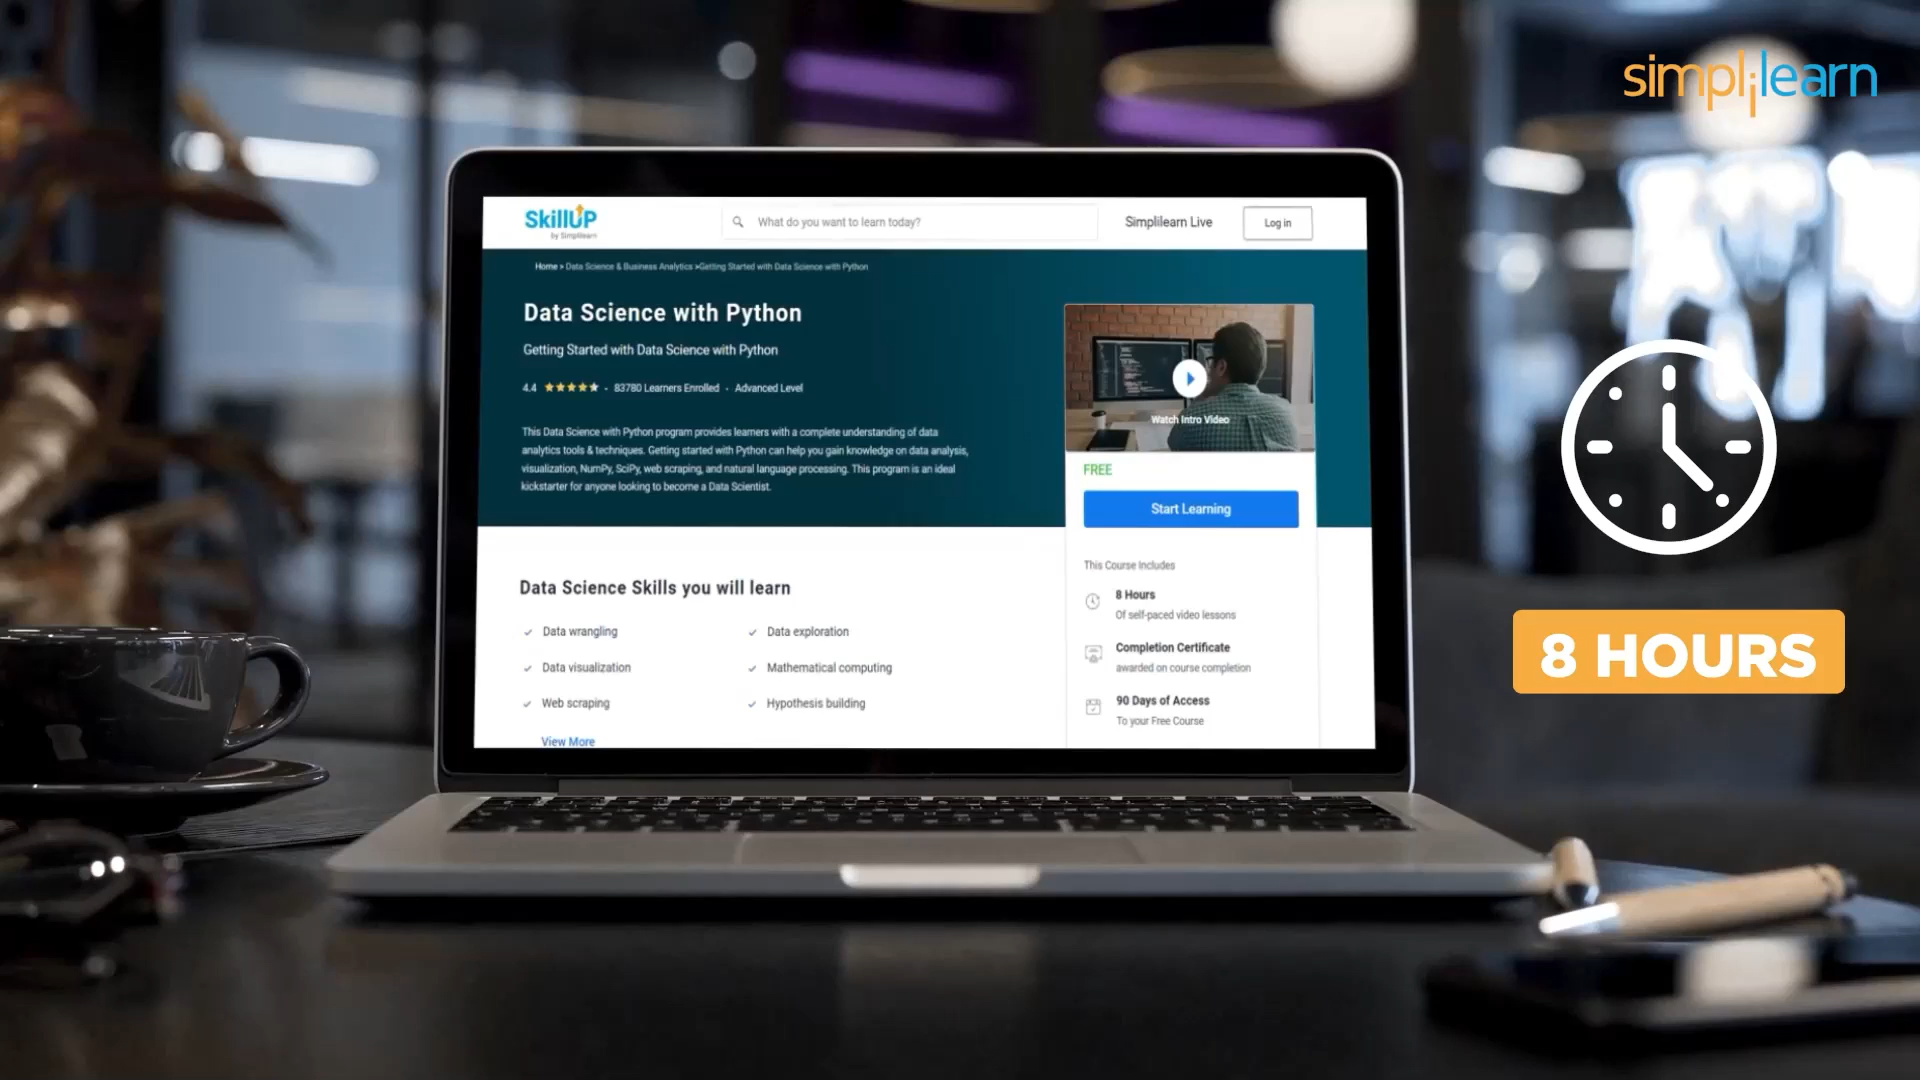 simplilearn
SkillUP
by Simplilearn
What do you want to learn today?
Simplilearn Live
Log in
Home > Data Science & Business Analytics >Getting Started with Data Science with Python
Data Science with Python
Getting Started with Data Science with Python
4.4 - 83780 Learners Enrolled - Advanced Level
This Data Science with Python program provides learners with a complete understanding of data
analytics tools & techniques. Getting started with Python can help you gain knowledge on data analysis,
visualization, NumPy, SciPy, web scraping, and natural language processing. This program is an ideal
kickstarter for anyone looking to become a Data Scientist.
Watch Intro Video
FREE
Start Learning
This Course Includes
8 Hours
Of self-paced video lessons
Completion Certificate
awarded on course completion
90 Days of Access
To your Free Course
Data Science Skills you will learn
Data wrangling
Data exploration
Data visualization
Mathematical computing
Web scraping
Hypothesis building
View More
8 HOURS